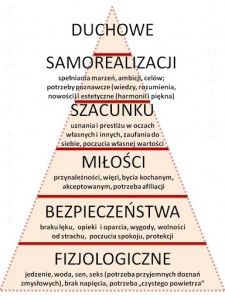 DUCHOWE
SAMOREALIZACJI
spełniania marzeń, ambicji, celów;
potrzeby poznawcze (wiedzy, rozumienia,
nowości) i estetyczne (harmonii i piękna)
SZACUNKU
uznania i prestiżu w oczach
własnych i innych, zaufania do
siebie, poczucia własnej wartości
MIŁOŚCI
przynależności, więzi, bycia kochanym,
akceptowanym, potrzeba afiliacji
BEZPIECZEŃSTWA
braku lęku, opieki i oparcia, wygody, wolności
od strachu, poczucia spokoju, protekcji
FIZJOLOGICZNE
jedzenie, woda, sen, seks (potrzeba przyjemnych doznań
zmysłowych), brak napięcia, potrzeba „czystego powietrza”